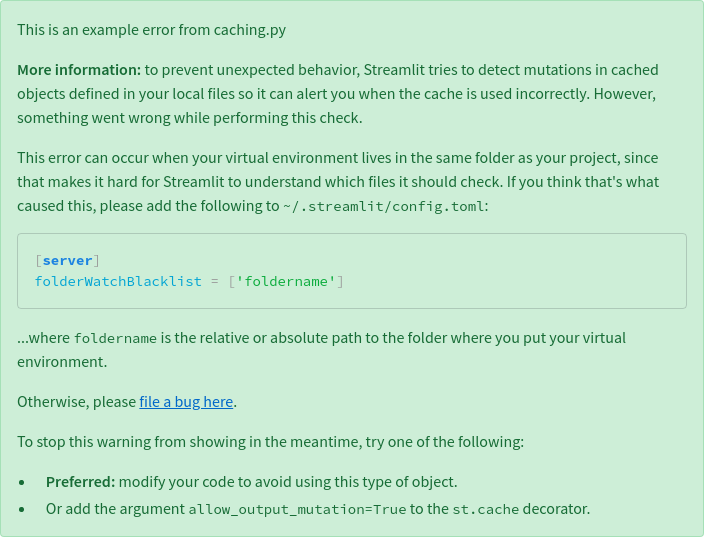 This is an example error from caching.py
More information: to prevent unexpected behavior, Streamlit tries to detect mutations in cached
objects defined in your local files so it can alert you when the cache is used incorrectly. However,
something went wrong while performing this check.
This error can occur when your virtual environment lives in the same folder as your project, since
that makes it hard for Streamlit to understand which files it should check. If you think that's what
caused this, please add the following to ~/.streamlit/config.toml:
[server]
folderWatchBlacklist = ['foldername']
...where foldername is the relative or absolute path to the folder where you put your virtual
environment.
Otherwise, please file a bug here.
To stop this warning from showing in the meantime, try one of the following:
• Preferred: modify your code to avoid using this type of object.
• Or add the argument allow_output_mutation=True to the st.cache decorator.